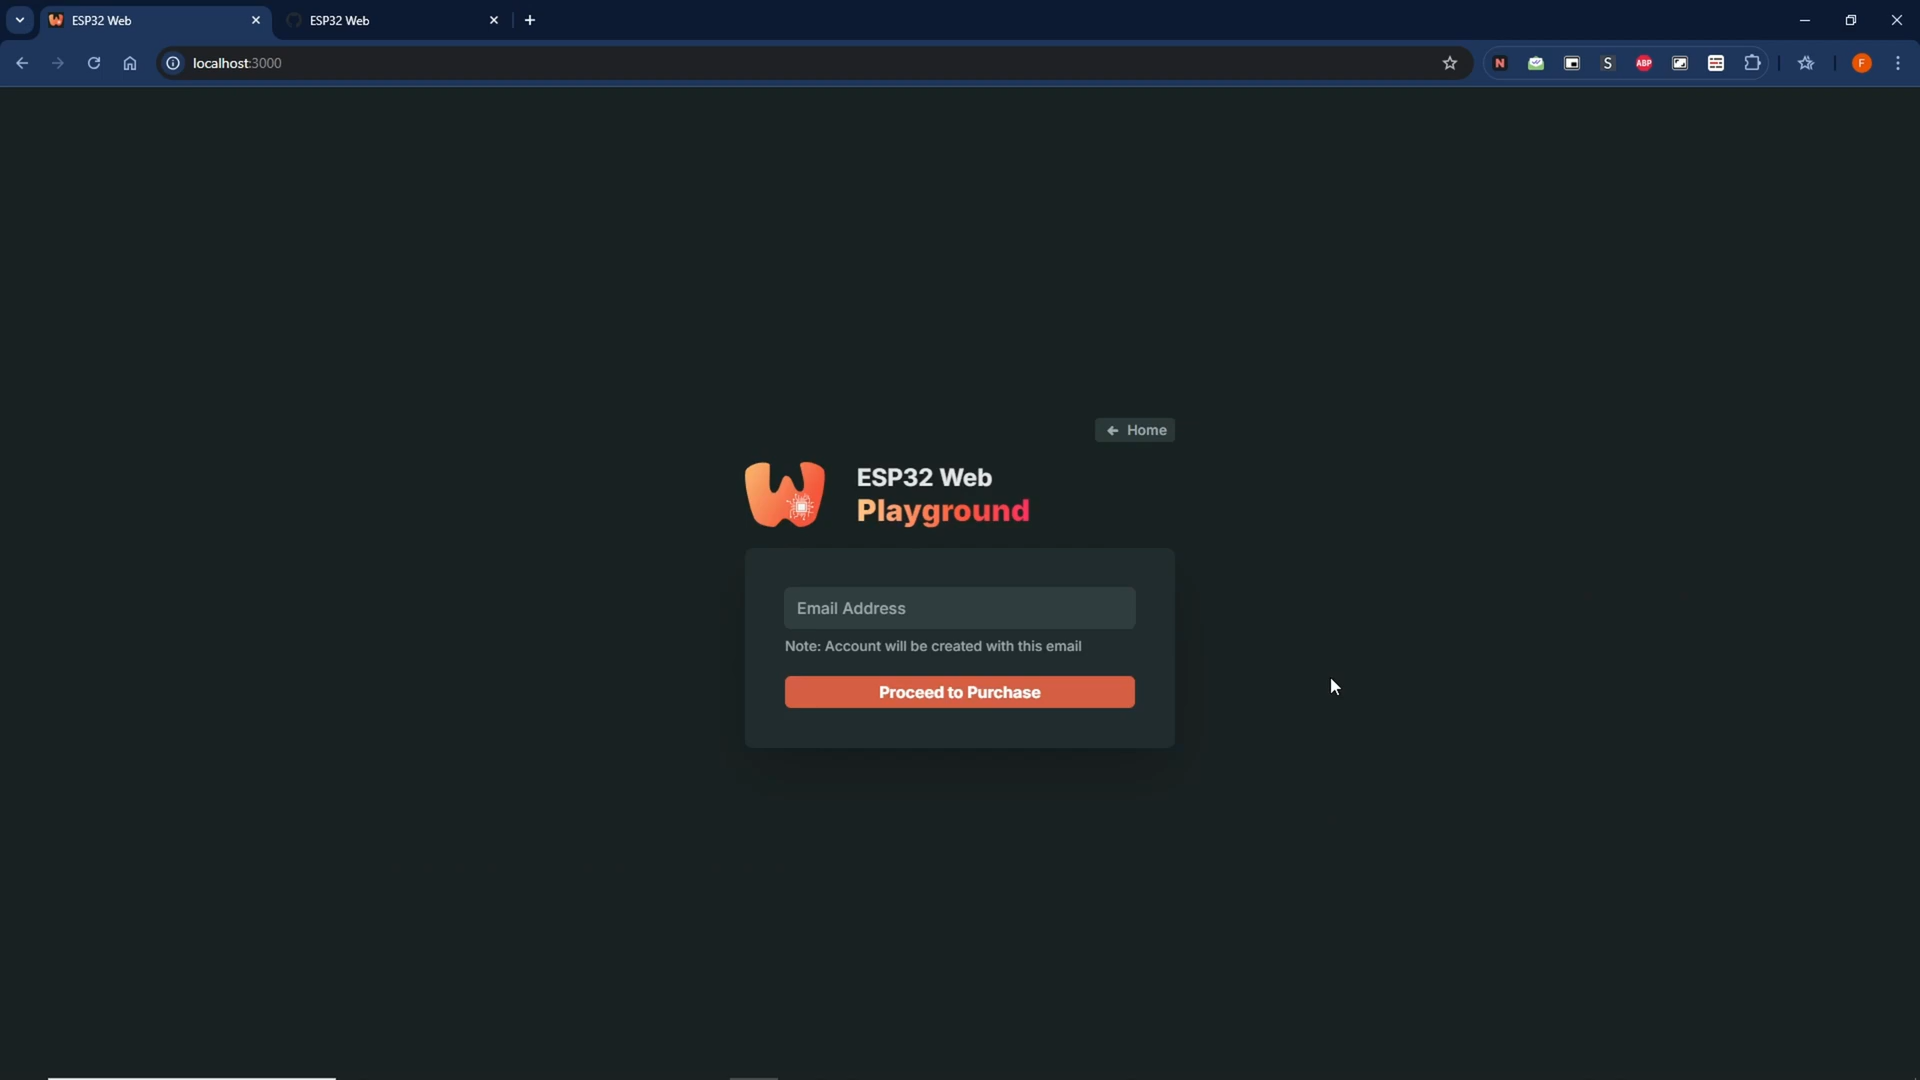 ESP32 Web
ESP32 Web
localhost:3000
N
S
ABP
F
Home
ESP32 Web
Playground
Email Address
Note: Account will be created with this email
Proceed to Purchase